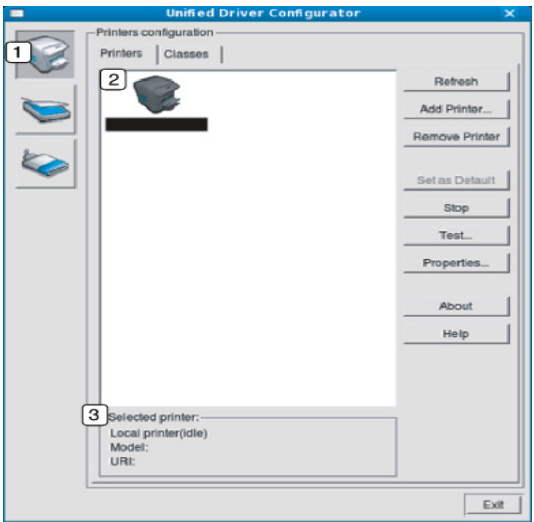 Unified Driver Configurator
Printers configuration
1
Printers Classes
2
Refresh
Add Printer...
Remove Printer
Set as Default
Stop
Test...
Properties...
About
Help
3
Selected printer:
Local printer(idle)
Model:
URI:
Exit